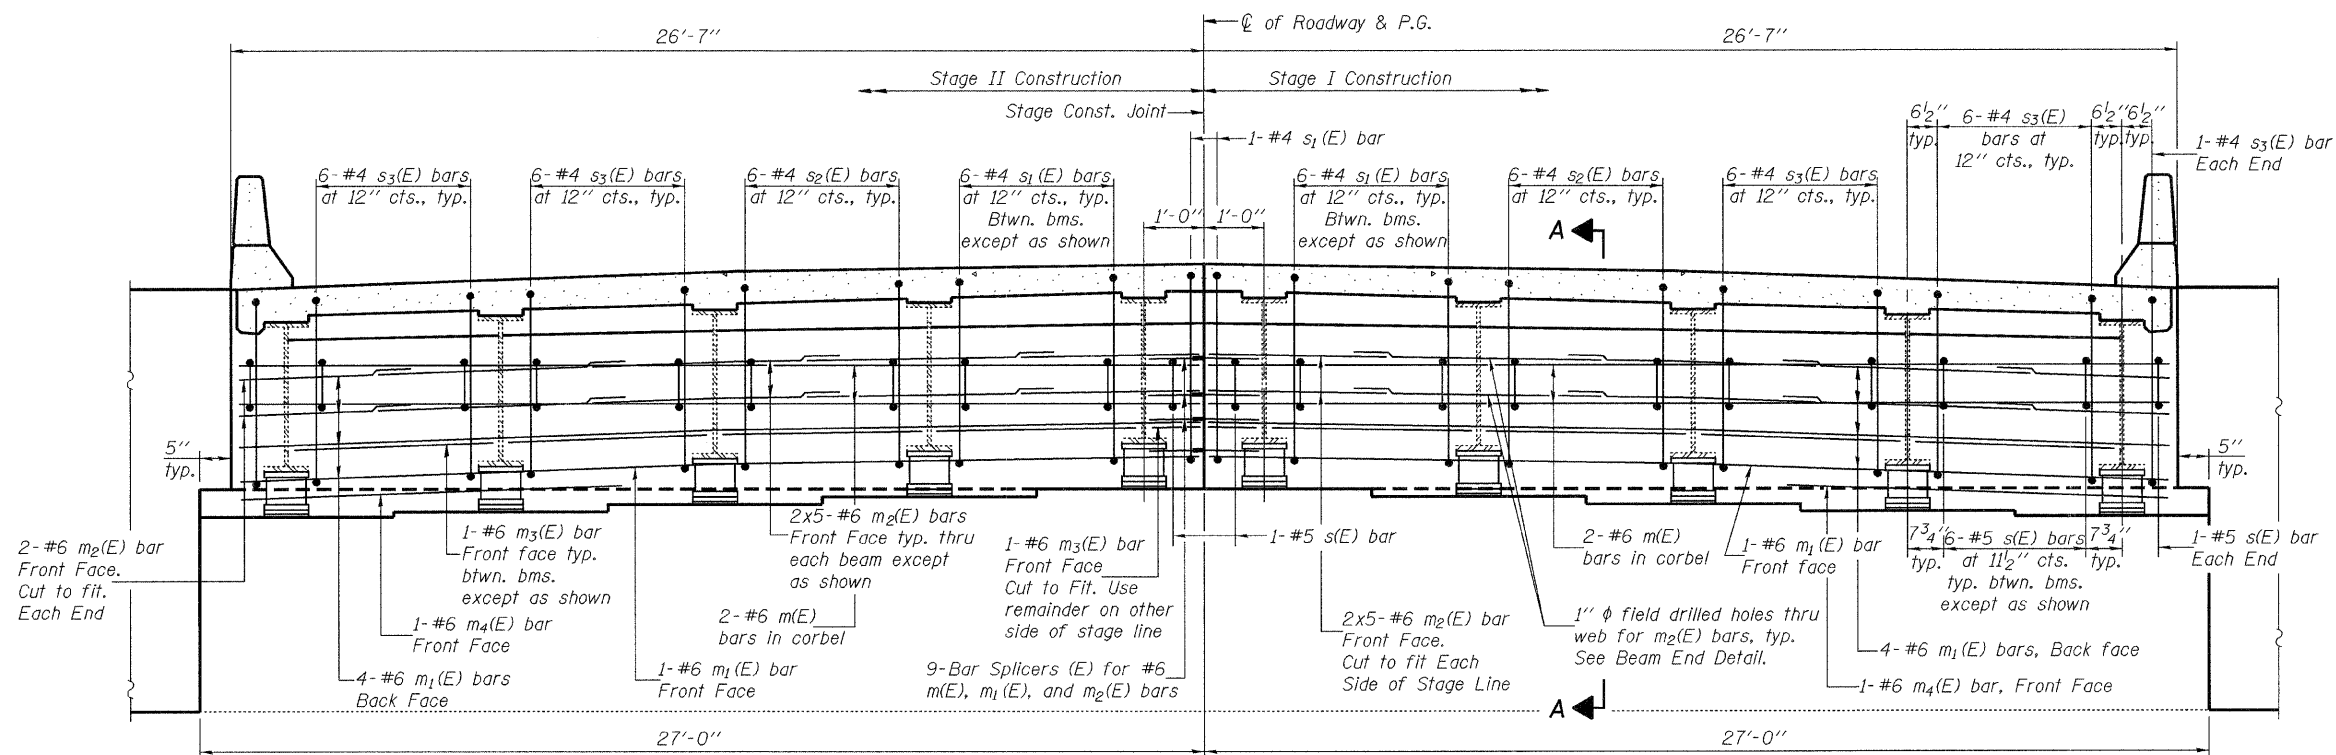 ℄ of Roadway & P.G.
26'-7"
26'-7"
Stage II Construction
Stage I Construction
Stage Const. Joint
1-#4 s1(E) bar
6-#4 s3(E) bars
at 12" cts., typ.
6-#4 s3(E) bars
at 12" cts., typ.
6-#4 s2(E) bars
at 12" cts., typ.
6-#4 s1(E) bars
at 12" cts., typ.
Btwn. bms.
except as shown
1'-0"
1'-0"
6-#4 s1(E) bars
at 12" cts., typ.
Btwn. bms.
except as shown
6-#4 s2(E) bars
at 12" cts., typ.
6-#4 s3(E) bars
at 12" cts., typ.
6½"
typ.
6-#4 s3(E)
bars at
12" cts., typ.
6½"
typ.
6½"
typ.
1-#4 s3(E) bar
Each End
A
5"
typ.
5"
typ.
2-#6 m2(E) bar
Front Face.
Cut to fit.
Each End
1-#6 m3(E) bar
Front face typ.
btwn. bms.
except as shown
1-#6 m4(E) bar
Front Face
4-#6 m1(E) bars
Back Face
2x5-#6 m2(E) bars
Front Face typ. thru
each beam except
as shown
2-#6 m(E)
bars in corbel
1-#6 m1(E) bar
Front Face
1-#6 m3(E) bar
Front Face
Cut to Fit. Use
remainder on other
side of stage line
9-Bar Splicers (E) for #6
m(E), m1(E), and m2(E) bars
1-#5 s(E) bar
2x5-#6 m2(E) bar
Front Face.
Cut to fit Each
Side of Stage Line
2-#6 m(E)
bars in corbel
1" φ field drilled holes thru
web for m2(E) bars, typ.
See Beam End Detail.
1-#6 m1(E) bar
Front face
7¾"
typ.
6-#5 s(E) bars
at 11½" cts.
typ. btwn. bms.
except as shown
7¾"
typ.
1-#5 s(E) bar
Each End
4-#6 m1(E) bars, Back face
1-#6 m4(E) bar, Front Face
A
27'-0"
27'-0"